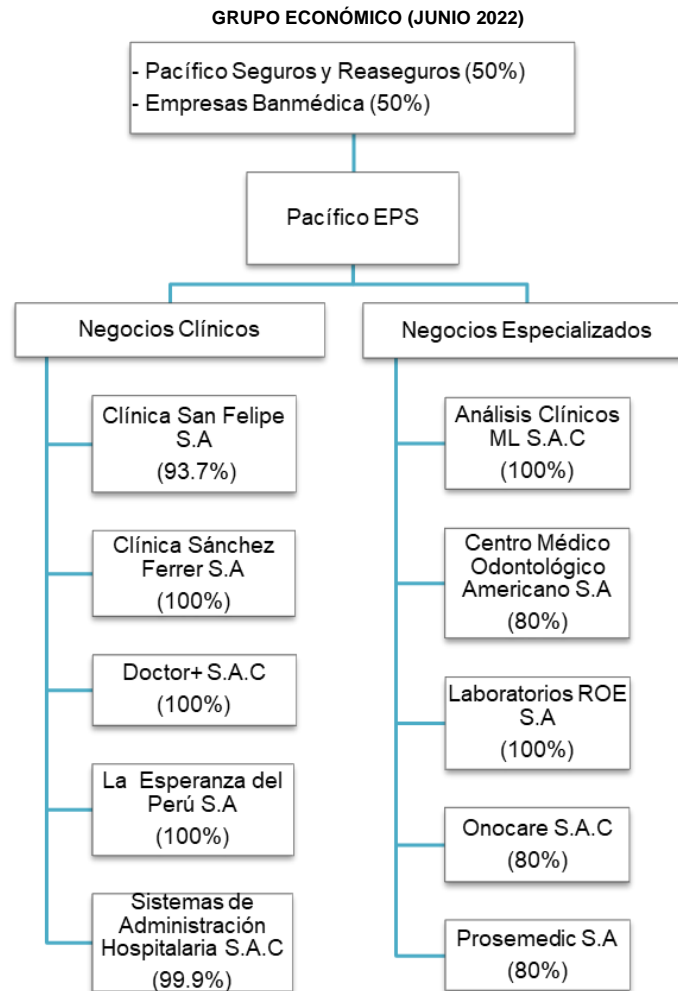 GRUPO ECONÓMICO (JUNIO 2022)
- Pacífico Seguros y Reaseguros (50%)
- Empresas Banmédica (50%)
Pacífico EPS
Negocios Clínicos
Clínica San Felipe
S.A
(93.7%)
Clínica Sánchez
Ferrer S.A
(100%)
Doctor+ S.A.C
(100%)
La Esperanza del
Perú S.A
(100%)
Sistemas de
Administración
Hospitalaria S.A.C
(99.9%)
Negocios Especializados
Análisis Clínicos
ML S.A.C
(100%)
Centro Médico
Odontológico
Americano S.A
(80%)
Laboratorios ROE
S.A
(100%)
Onocare S.A.C
(80%)
Prosemedic S.A
(80%)